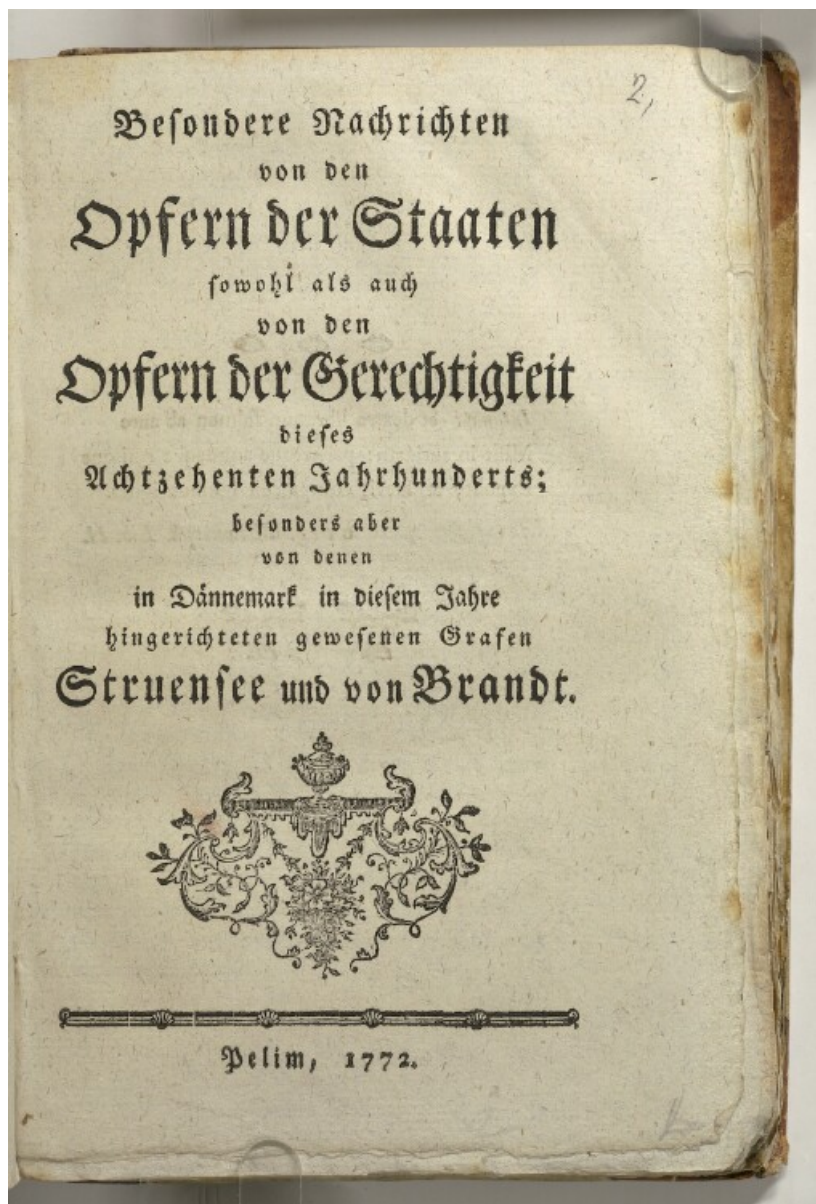 2,
Besondere Nachrichten
von den
Opfern der Staaten
sowohl als auch
von den
Opfern der Gerechtigkeit
dieses
Achtzehenten Jahrhunderts;
besonders aber
von denen
in Dännemark in diesem Jahre
hingerichteten gewesenen Grafen
Struensee und von Brandt.
Pelim, 1772.